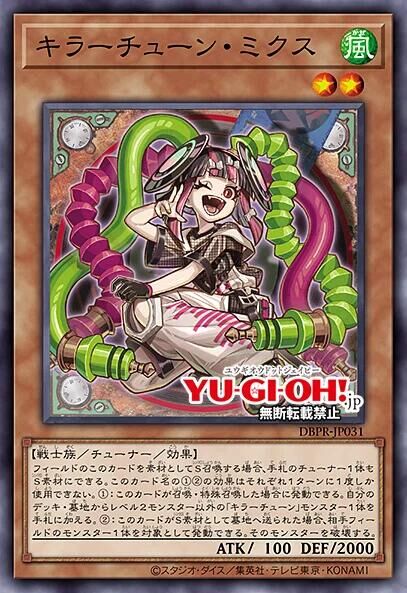 キラーチューン・ミクス
風
ユウギオウドットジェイピー
YU-GI-OH!.jp
無断転載禁止
DBPR-JP031
【戦士族/チューナー/効果】
フィールドのこのカードを素材としてS召喚する場合、手札のチューナー1体も
S素材にできる。このカード名の①②の効果はそれぞれ1ターンに1度しか
使用できない。①：このカードが召喚・特殊召喚した場合に発動できる。自分の
デッキ・墓地からレベル2モンスター以外の「キラーチューン」モンスター1体を
手札に加える。②：このカードがS素材として墓地へ送られた場合、相手フィー
ルドのモンスター1体を対象として発動できる。そのモンスターを破壊する。
ATK/ 100 DEF/2000
©スタジオ・ダイス/集英社・テレビ東京・KONAMI